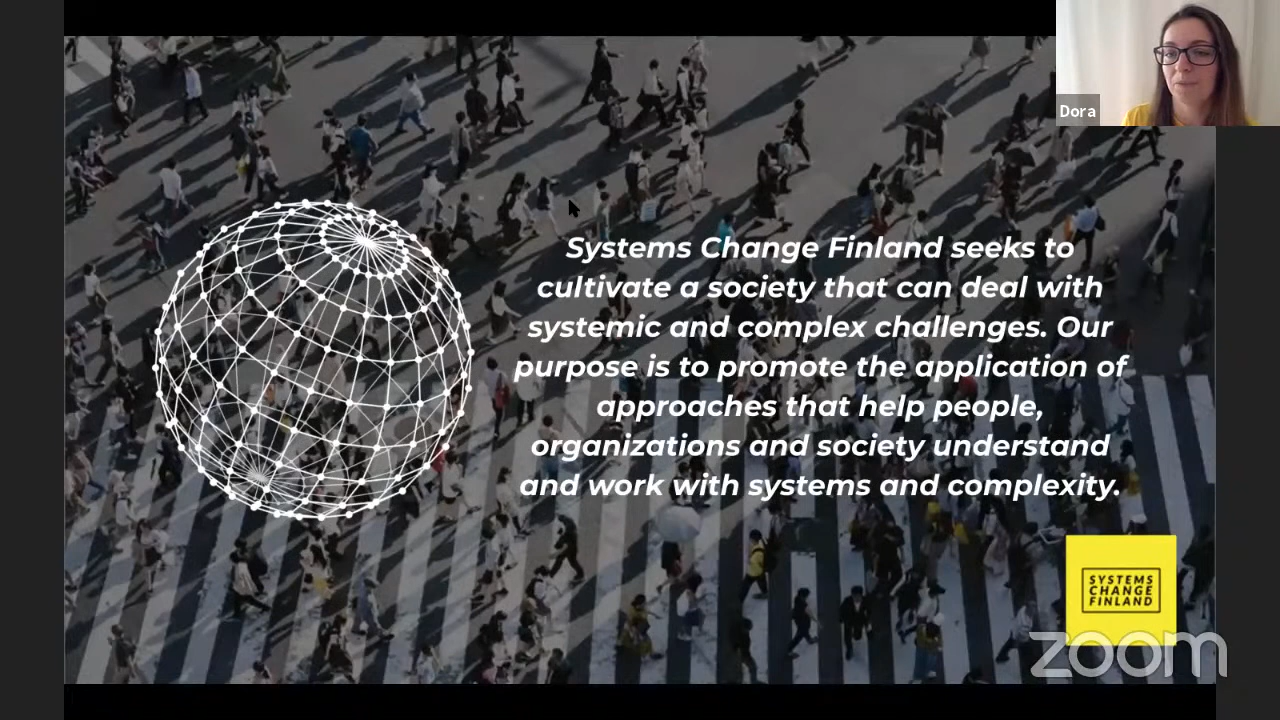 Dora
Systems Change Finland seeks to
cultivate a society that can deal with
systemic and complex challenges. Our
purpose is to promote the application of
approaches that help people,
organizations and society understand
and work with systems and complexity.
SYSTEMS
CHANGE
FINLAND
zoom